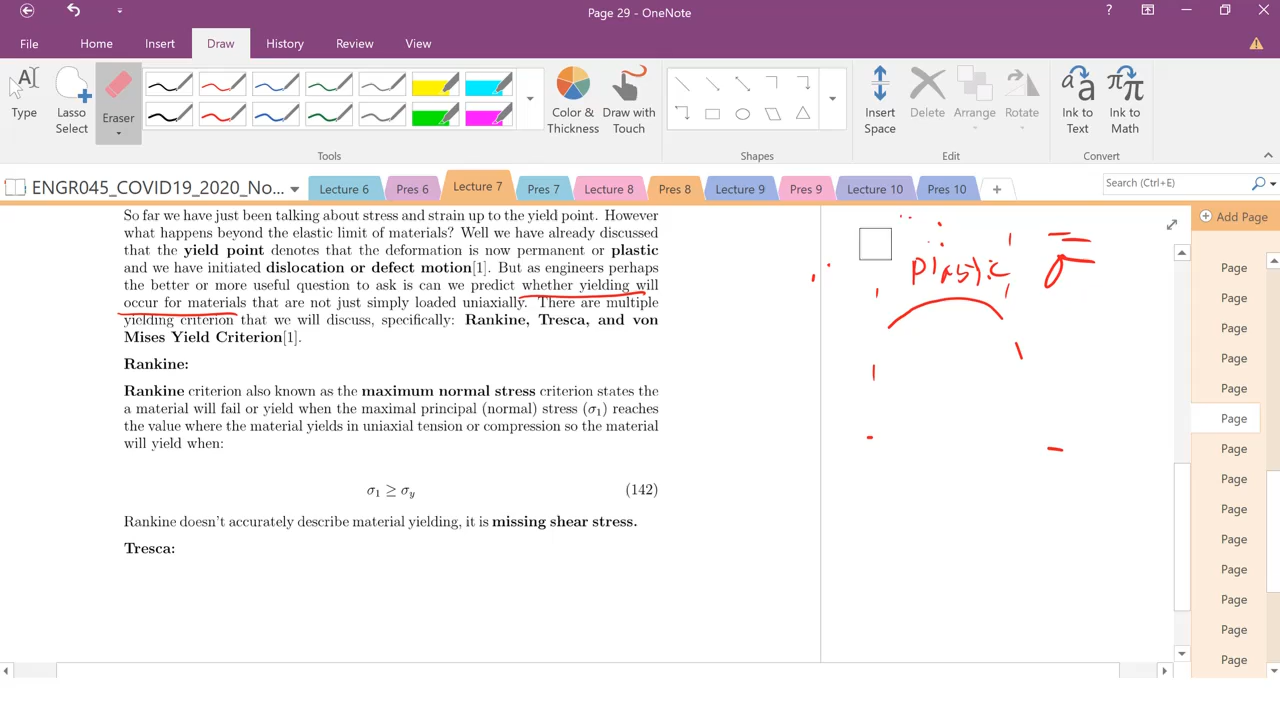 Page 29 - OneNote
File Home Insert Draw History Review View
Type
Lasso Select
Eraser
Color & Thickness
Draw with Touch
Insert Space
Delete
Arrange
Rotate
Ink to Text
Ink to Math
Tools Shapes Edit Convert
ENGR045_COVID19_2020_No... Lecture 6 Pres 6 Lecture 7 Pres 7 Lecture 8 Pres 8 Lecture 9 Pres 9 Lecture 10 Pres 10
Search (Ctrl+E)
Add Page
So far we have just been talking about stress and strain up to the yield point. However
what happens beyond the elastic limit of materials? Well we have already discussed
that the yield point denotes that the deformation is now permanent or plastic
and we have initiated dislocation or defect motion[1]. But as engineers perhaps
the better or more useful question to ask is can we predict whether yielding will
occur for materials that are not just simply loaded uniaxially. There are multiple
yielding criterion that we will discuss, specifically: Rankine, Tresca, and von
Mises Yield Criterion[1].
Rankine:
Rankine criterion also known as the maximum normal stress criterion states the
a material will fail or yield when the maximal principal (normal) stress (σ₁) reaches
the value where the material yields in uniaxial tension or compression so the material
will yield when:
σ₁ ≥ σy (142)
Rankine doesn't accurately describe material yielding, it is missing shear stress.
Tresca:
plastic
σ
Page
Page
Page
Page
Page
Page
Page
Page
Page
Page
Page
Page
Page
Page